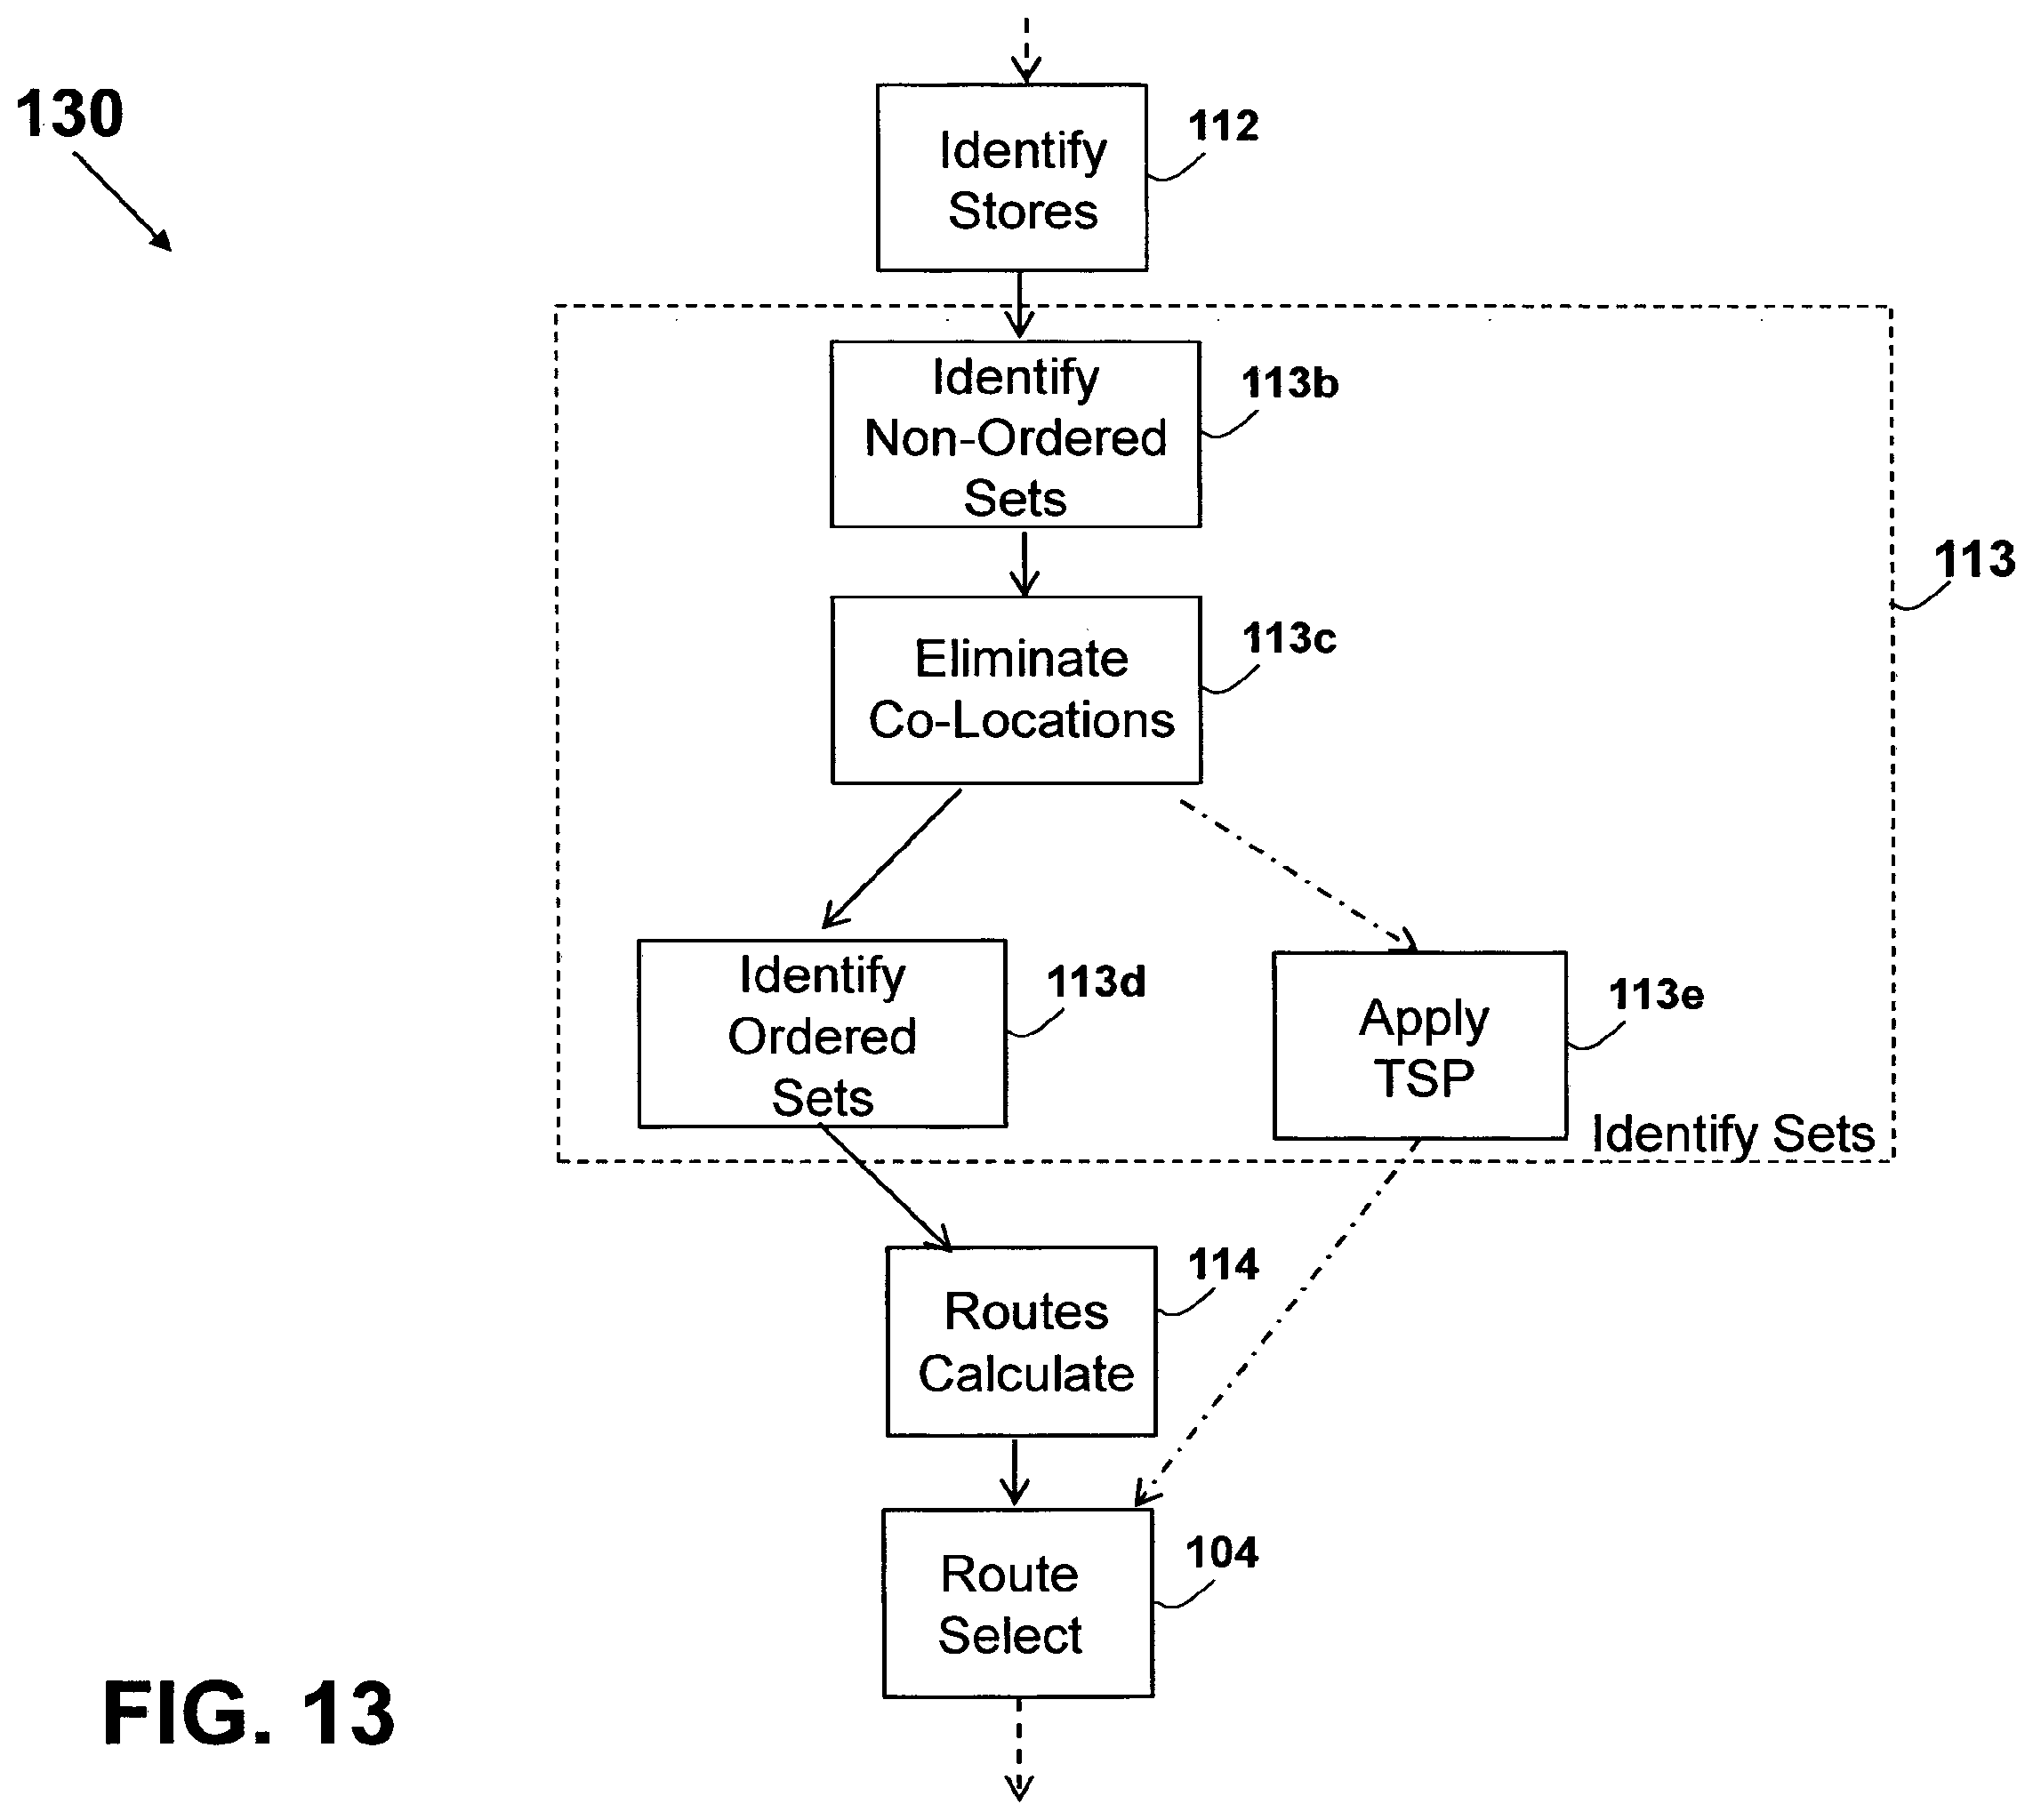 130
Identify
Stores
112
Identify
Non-Ordered
Sets
113b
113
Eliminate
Co-Locations
113c
Identify
Ordered
Sets
113d
Apply
TSP
113e
Identify Sets
Routes
Calculate
114
Route
Select
104
FIG. 13